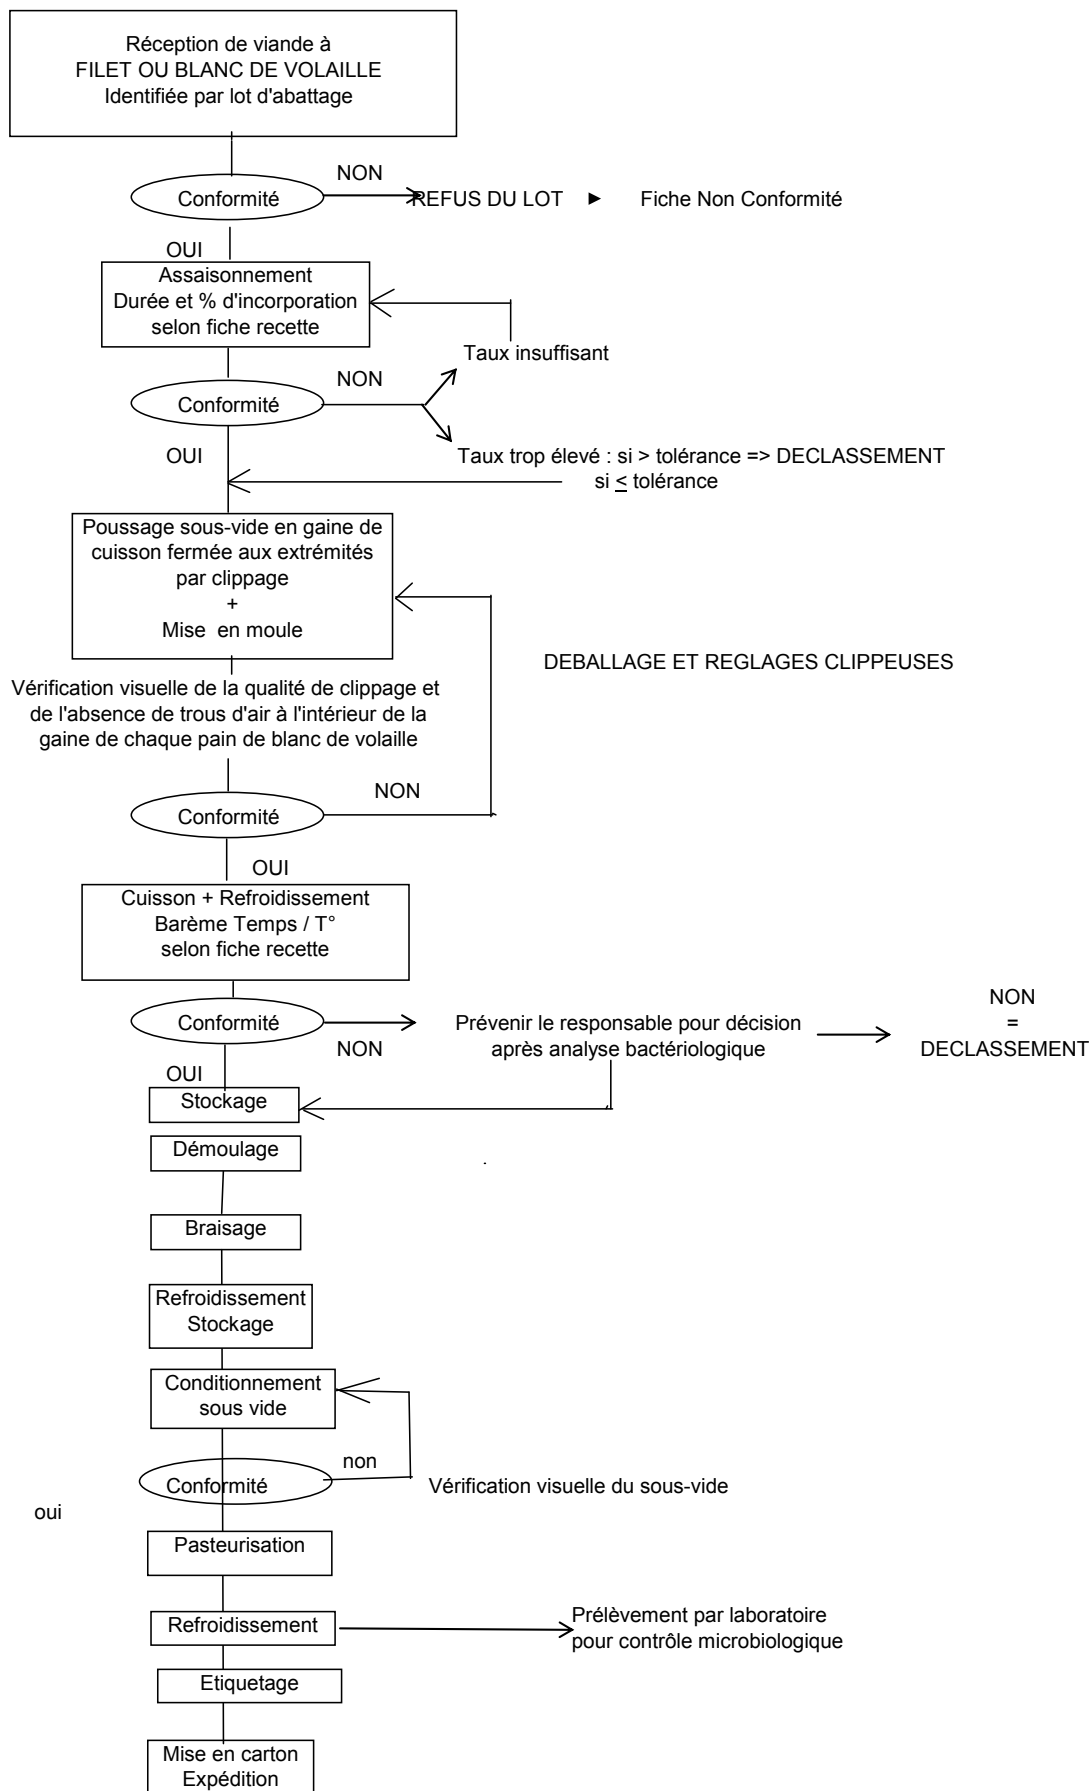 Réception de viande à
FILET OU BLANC DE VOLAILLE
Identifiée par lot d'abattage
NON
Conformité
REFUS DU LOT ► Fiche Non Conformité
OUI
Assaisonnement
Durée et % d'incorporation
selon fiche recette
Taux insuffisant
NON
Conformité
OUI
Taux trop élevé : si > tolérance => DECLASSEMENT
si ≤ tolérance
Poussage sous-vide en gaine de
cuisson fermée aux extrémités
par clippage
+
Mise en moule
DEBALLAGE ET REGLAGES CLIPPEUSES
Vérification visuelle de la qualité de clippage et
de l'absence de trous d'air à l'intérieur de la
gaine de chaque pain de blanc de volaille
NON
Conformité
OUI
Cuisson + Refroidissement
Barème Temps / T°
selon fiche recette
Conformité
NON
Prévenir le responsable pour décision
après analyse bactériologique
NON
=
DECLASSEMENT
OUI
Stockage
Démoulage
Braisage
Refroidissement
Stockage
Conditionnement
sous vide
non
Conformité
Vérification visuelle du sous-vide
oui
Pasteurisation
Refroidissement
Prélèvement par laboratoire
pour contrôle microbiologique
Etiquetage
Mise en carton
Expédition